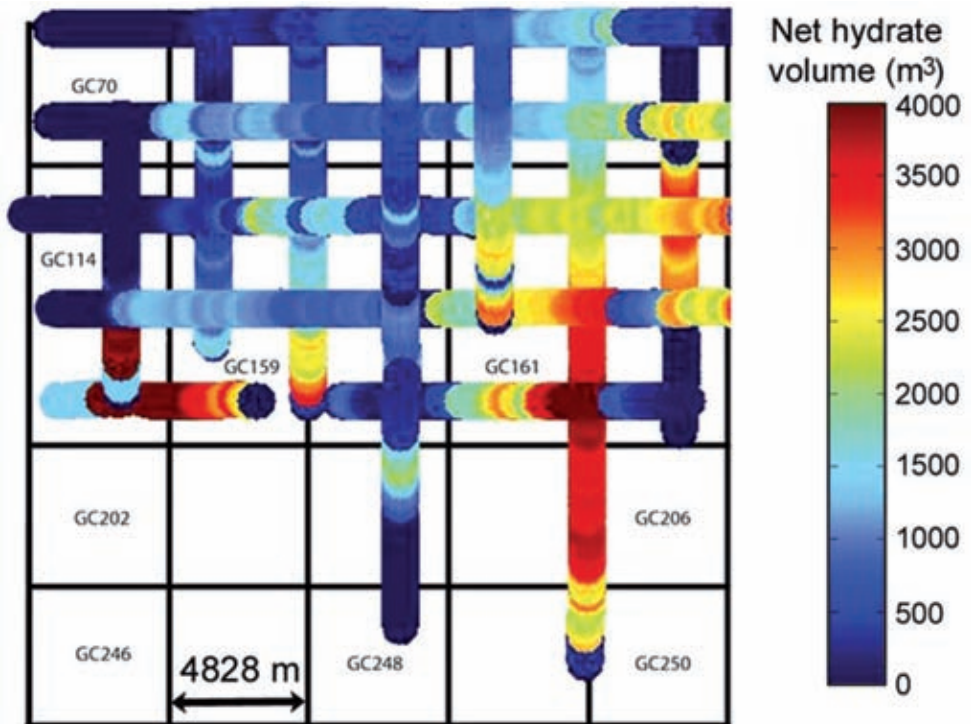 Net hydrate
volume (m³)
4000
3500
3000
2500
2000
1500
1000
500
0
GC70
GC114
GC159
GC161
GC202
GC206
GC246
GC248
GC250
4828 m